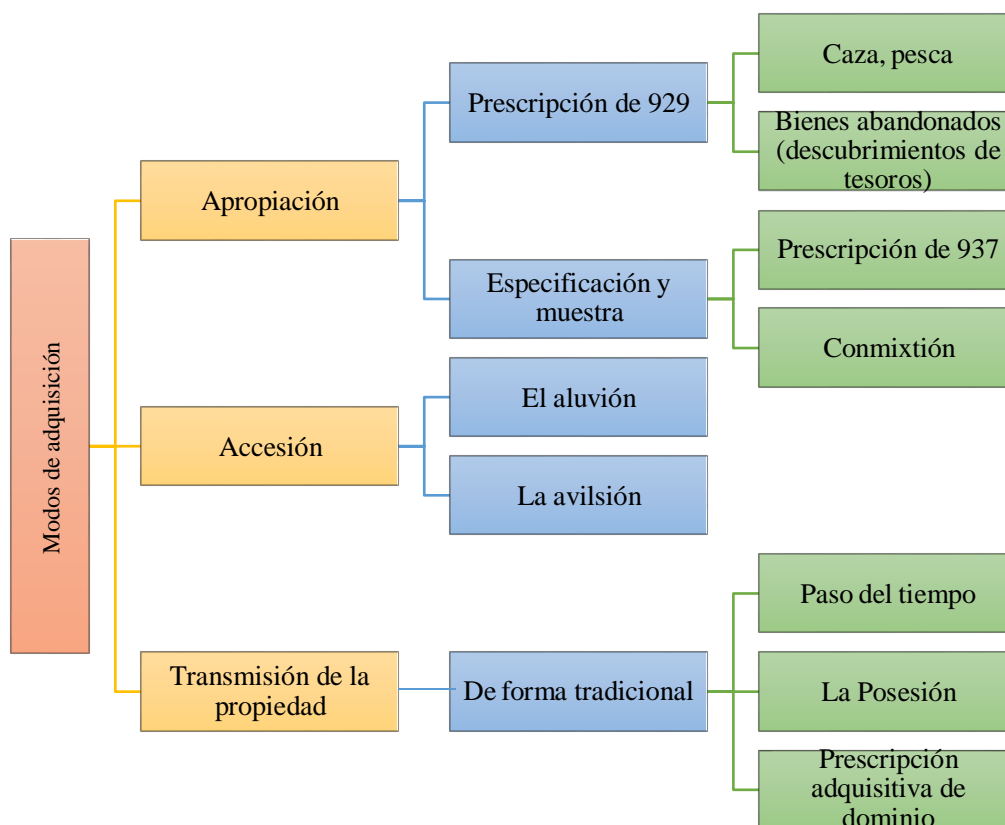 Modos de adquisición
Apropiación
Prescripción de 929
Caza, pesca
Bienes abandonados
(descubrimientos de
tesoros)
Especificación y
muestra
Prescripción de 937
Conmixtión
Accesión
El aluvión
La avilsión
Transmisión de la
propiedad
De forma tradicional
Paso del tiempo
La Posesión
Prescripción
adquisitiva de
dominio